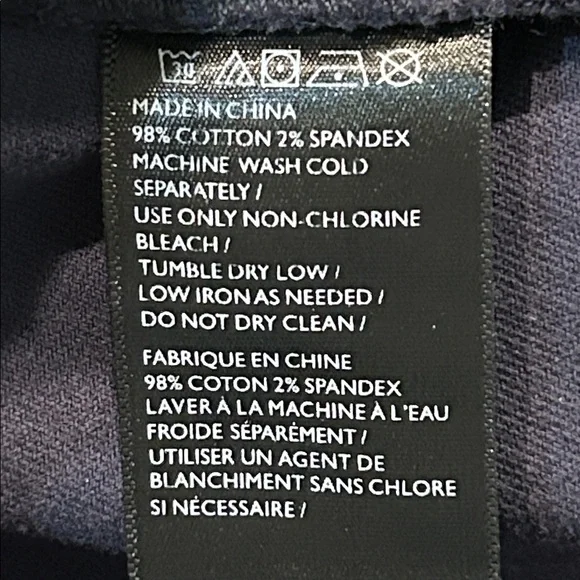 30
MADE IN CHINA
98% COTTON 2% SPANDEX
MACHINE WASH COLD
SEPARATELY /
USE ONLY NON-CHLORINE
BLEACH /
TUMBLE DRY LOW /
LOW IRON AS NEEDED /
DO NOT DRY CLEAN /
FABRIQUE EN CHINE
98% COTON 2% SPANDEX
LAVER À LA MACHINE À L'EAU
FROIDE SÉPARÉMENT /
UTILISER UN AGENT DE
BLANCHIMENT SANS CHLORE
SI NÉCESSAIRE /